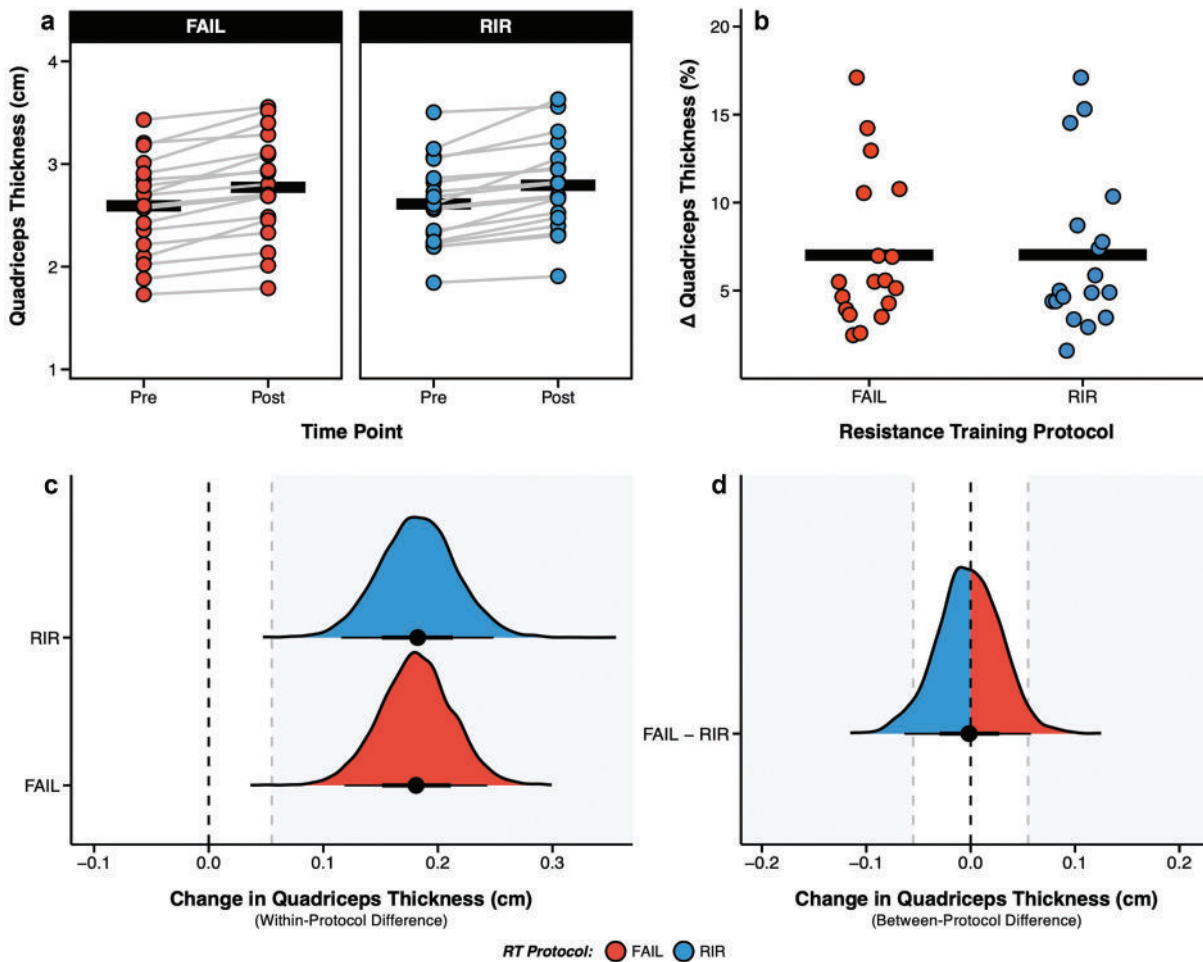 a
FAIL
RIR
Quadriceps Thickness (cm)
4
3
2
1
Pre
Post
Pre
Post
Time Point
b
Δ Quadriceps Thickness (%)
20
15
10
5
FAIL
RIR
Resistance Training Protocol
c
RIR
FAIL
−0.1
0.0
0.1
0.2
0.3
Change in Quadriceps Thickness (cm)
(Within-Protocol Difference)
d
FAIL − RIR
−0.2
−0.1
0.0
0.1
0.2
Change in Quadriceps Thickness (cm)
(Between-Protocol Difference)
RT Protocol: FAIL RIR